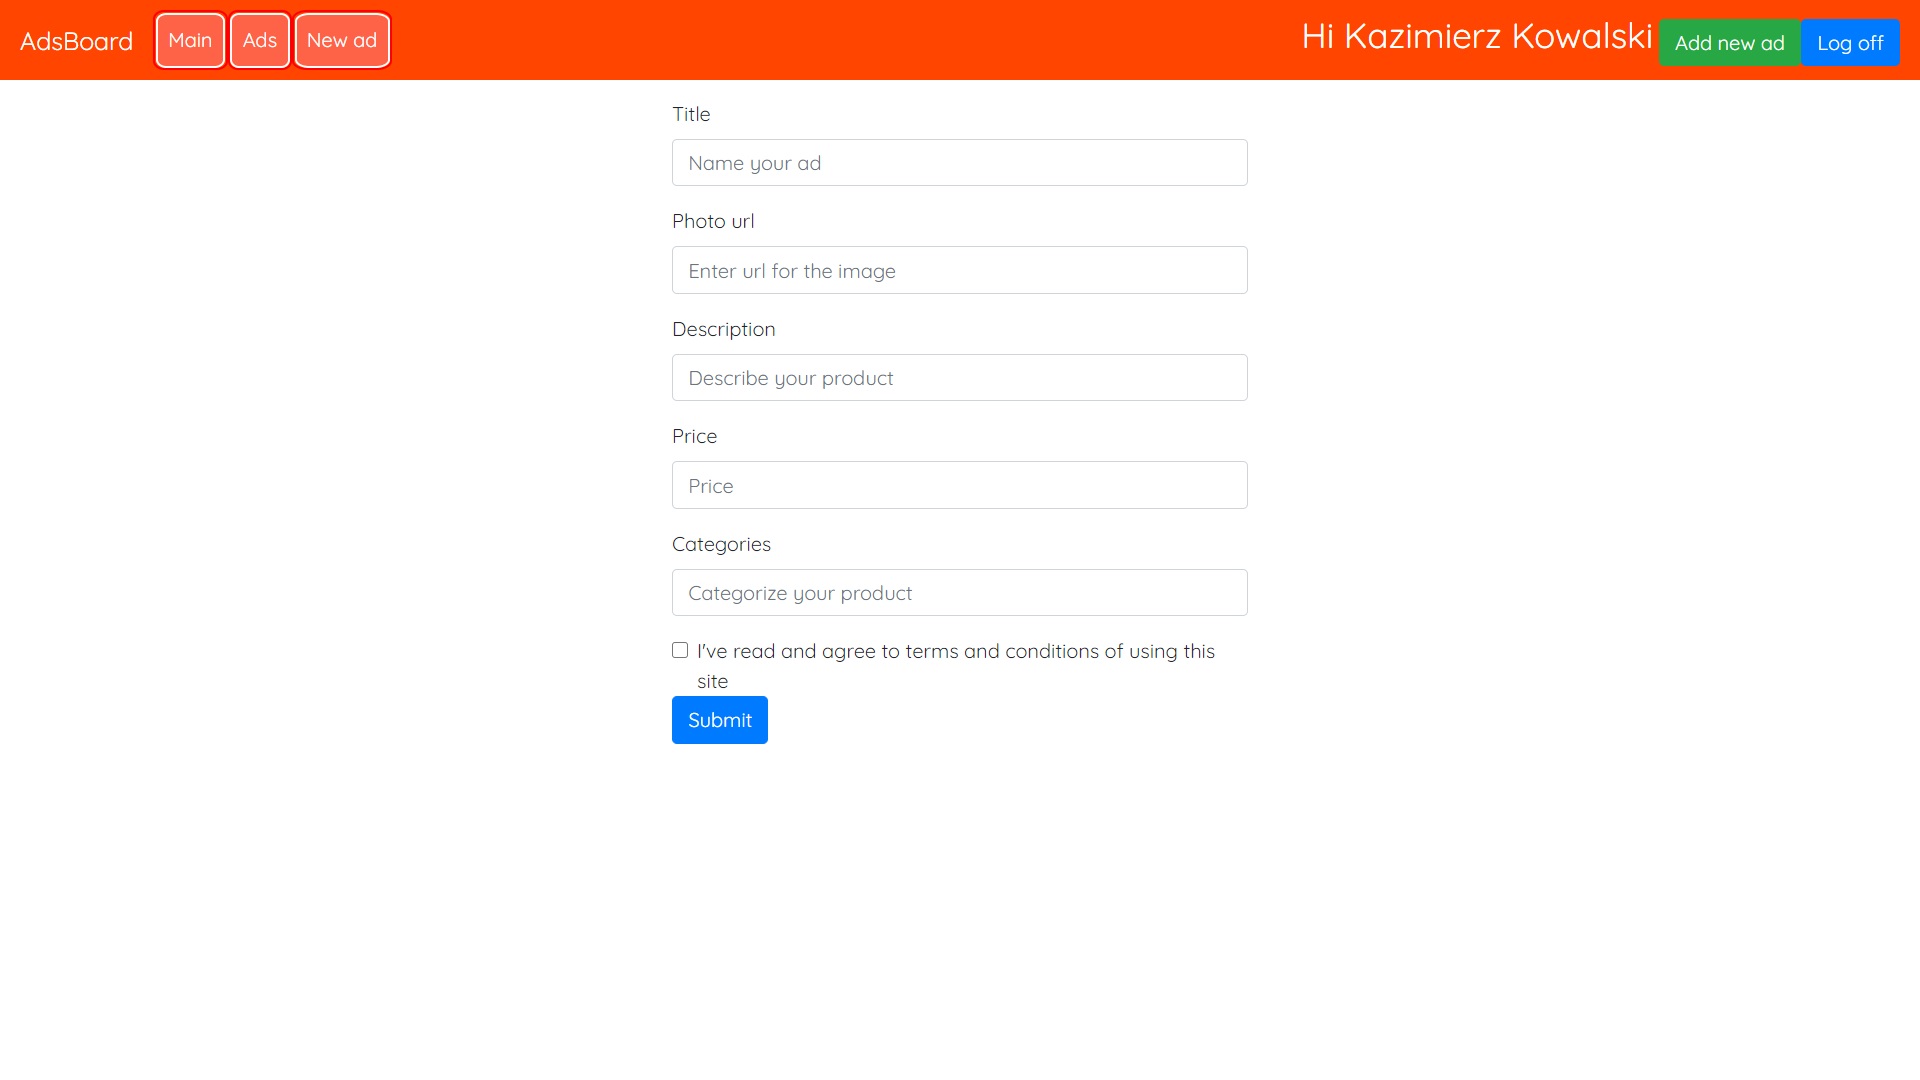 AdsBoard Main Ads New ad Hi Kazimierz Kowalski Add new ad Log off
Title
Name your ad
Photo url
Enter url for the image
Description
Describe your product
Price
Price
Categories
Categorize your product
I've read and agree to terms and conditions of using this
site
Submit